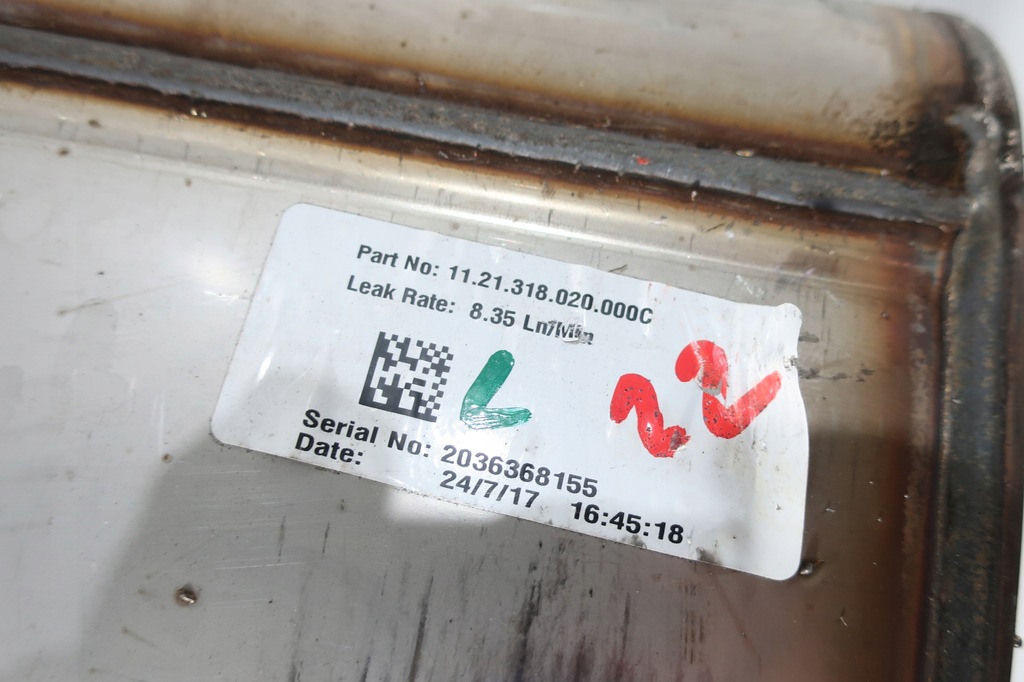 Part No: 11.21.318.020.000C
Leak Rate: 8.35 Ln/Min
L 22
Serial No: 2036368155
Date: 24/7/17 16:45:18